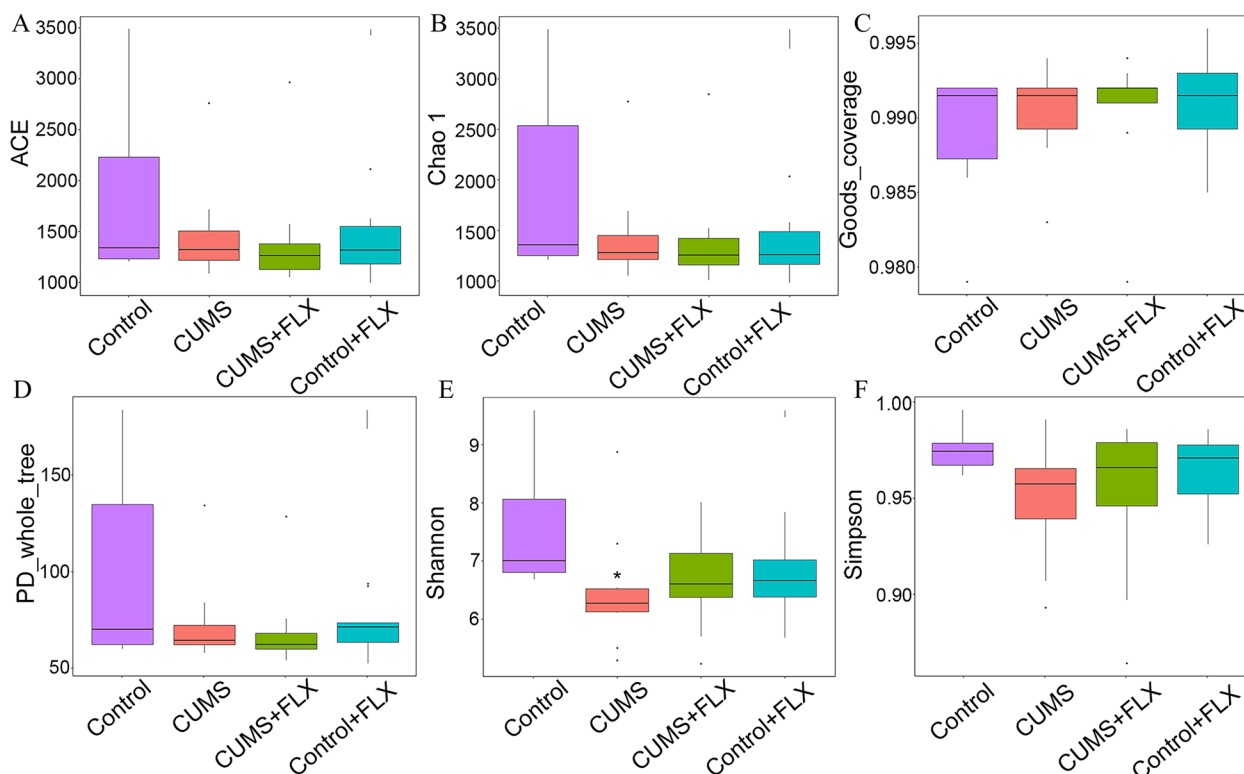 A
ACE
3500
3000
2500
2000
1500
1000
Control
CUMS
CUMS+FLX
Control+FLX
B
Chao 1
3500
3000
2500
2000
1500
1000
Control
CUMS
CUMS+FLX
Control+FLX
C
Goods_coverage
0.995
0.990
0.985
0.980
Control
CUMS
CUMS+FLX
Control+FLX
D
PD_whole_tree
150
100
50
Control
CUMS
CUMS+FLX
Control+FLX
E
Shannon
9
8
7
6
*
Control
CUMS
CUMS+FLX
Control+FLX
F
Simpson
1.00
0.95
0.90
Control
CUMS
CUMS+FLX
Control+FLX